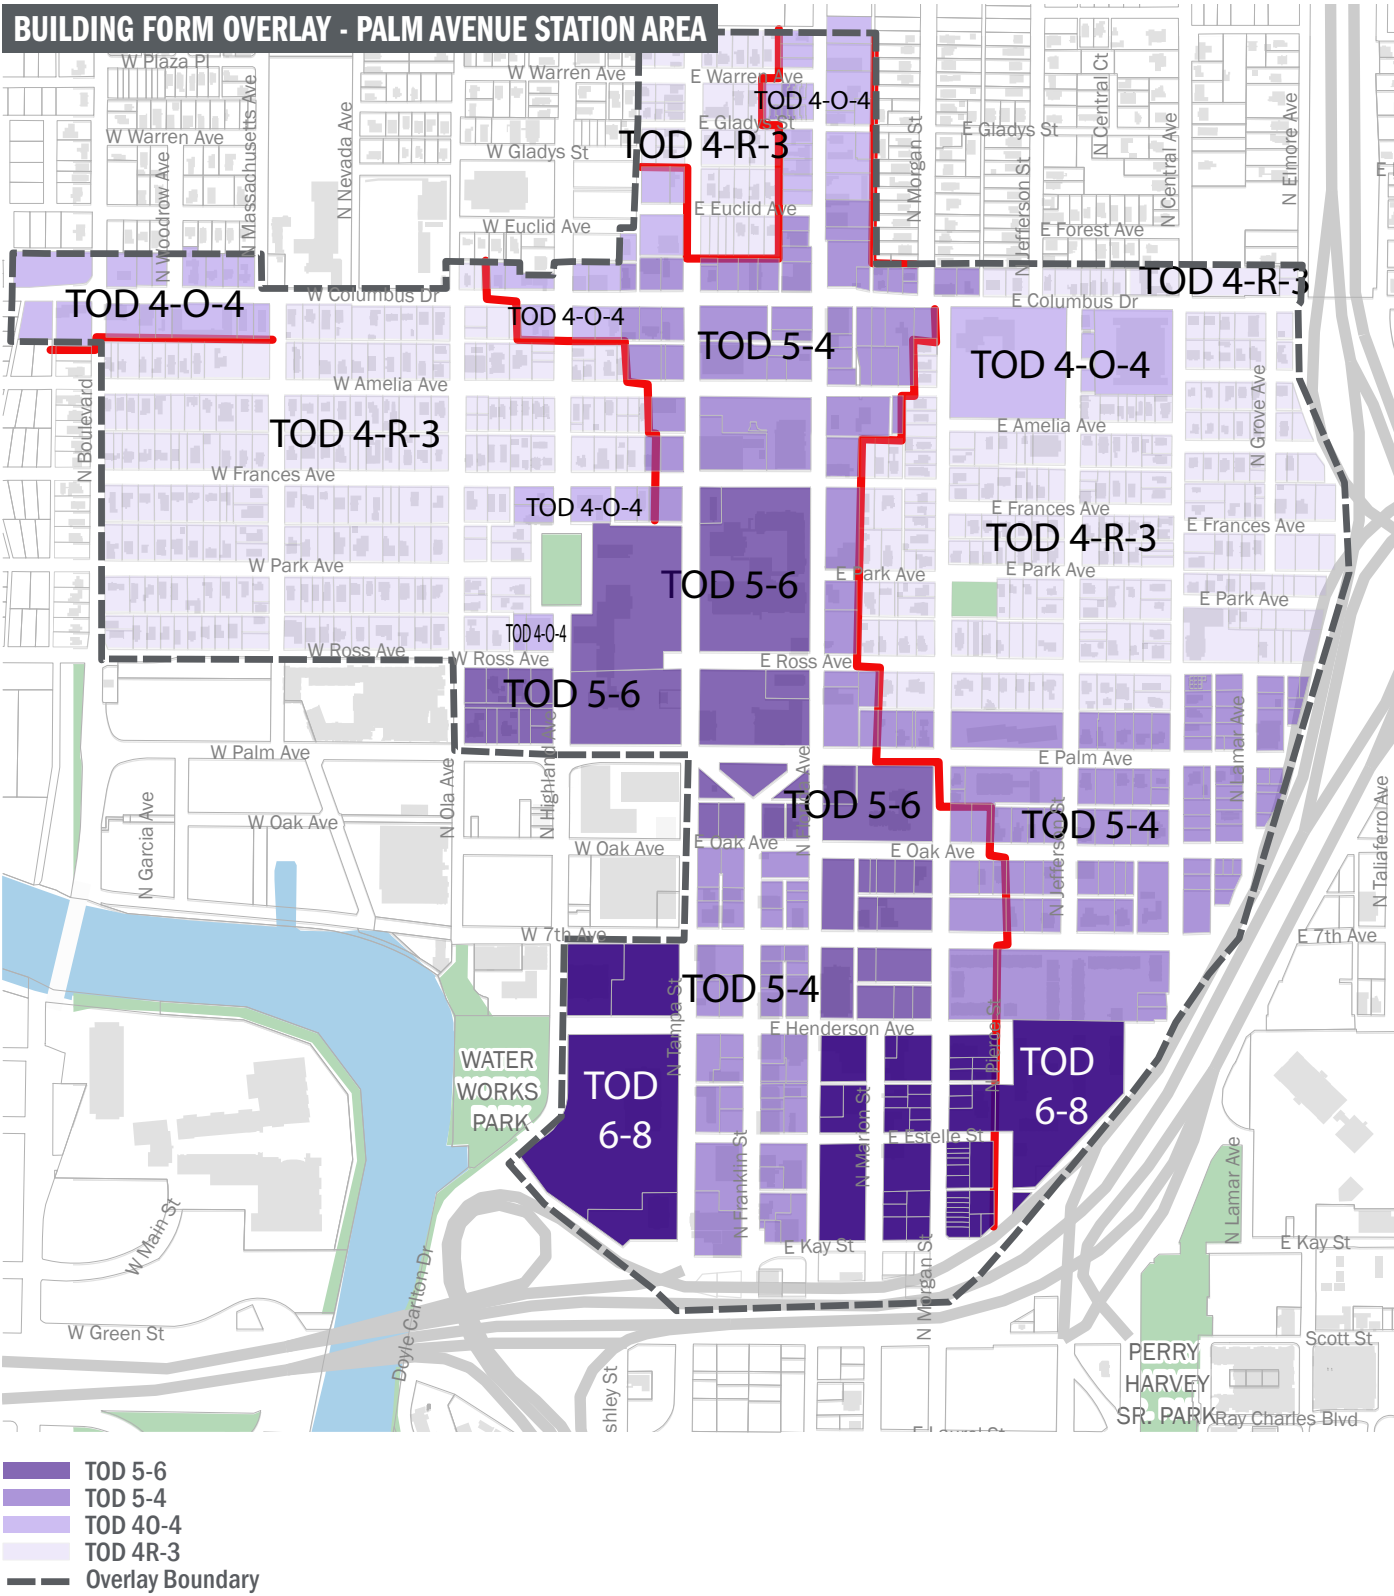 BUILDING FORM OVERLAY - PALM AVENUE STATION AREA
W Plaza Pl
W Warren Ave
E Warren Ave
TOD 4-O-4
N Central Ct
N Elmore Ave
W Warren Ave
N Massachusetts Ave
N Nevada Ave
W Gladys St
E Gladys St
TOD 4-R-3
E Gladys St
N Morgan St
N Central Ave
N Woodrow Ave
E Euclid Ave
W Euclid Ave
N Jefferson St
E Forest Ave
TOD 4-R-3
TOD 4-O-4
W Columbus Dr
E Columbus Dr
TOD 4-O-4
TOD 5-4
TOD 4-O-4
W Amelia Ave
N Boulevard
TOD 4-R-3
E Amelia Ave
N Grove Ave
W Frances Ave
TOD 4-O-4
E Frances Ave
E Frances Ave
TOD 4-R-3
W Park Ave
TOD 5-6
E Park Ave
E Park Ave
E Park Ave
TOD 4-O-4
W Ross Ave
W Ross Ave
E Ross Ave
TOD 5-6
N Highland Ave
N Lamar Ave
W Palm Ave
E Palm Ave
N Ola Ave
TOD 5-6
N Garcia Ave
W Oak Ave
W Oak Ave
E Oak Ave
E Oak Ave
TOD 5-4
N Jefferson St
N Taliaferro Ave
W 7th Ave
E 7th Ave
TOD 5-4
N Tampa St
E Henderson Ave
N Pierce St
WATER
WORKS
PARK
TOD
6-8
TOD
6-8
N Marion St
E Estelle St
N Franklin St
N Lamar Ave
W Main St
E Kay St
E Kay St
N Morgan St
Doyle Carlton Dr
W Green St
Scott St
PERRY
HARVEY
SR. PARK
Ray Charles Blvd
shley St
TOD 5-6
TOD 5-4
TOD 4O-4
TOD 4R-3
Overlay Boundary